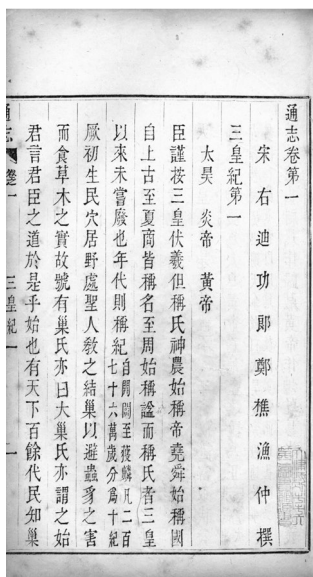 通志卷第一
宋右迪功郎鄭樵漁仲撰
三皇紀第一
太昊 炎帝 黃帝
臣謹按三皇伏羲但稱氏神農始稱帝堯舜始稱國
自上古至夏商皆稱名至周始稱諡而稱氏者三皇
以來未嘗廢也年代則稱紀自開闢至獲麟凡二百七十六萬歲分爲十紀
厥初生民穴居野處聖人教之結巢以避蟲豸之害
而食草木之實故號有巢氏亦曰大巢氏亦謂之始
君言君臣之道於是乎始也有天下百餘代民知巢
通志 卷一 三皇紀一 一